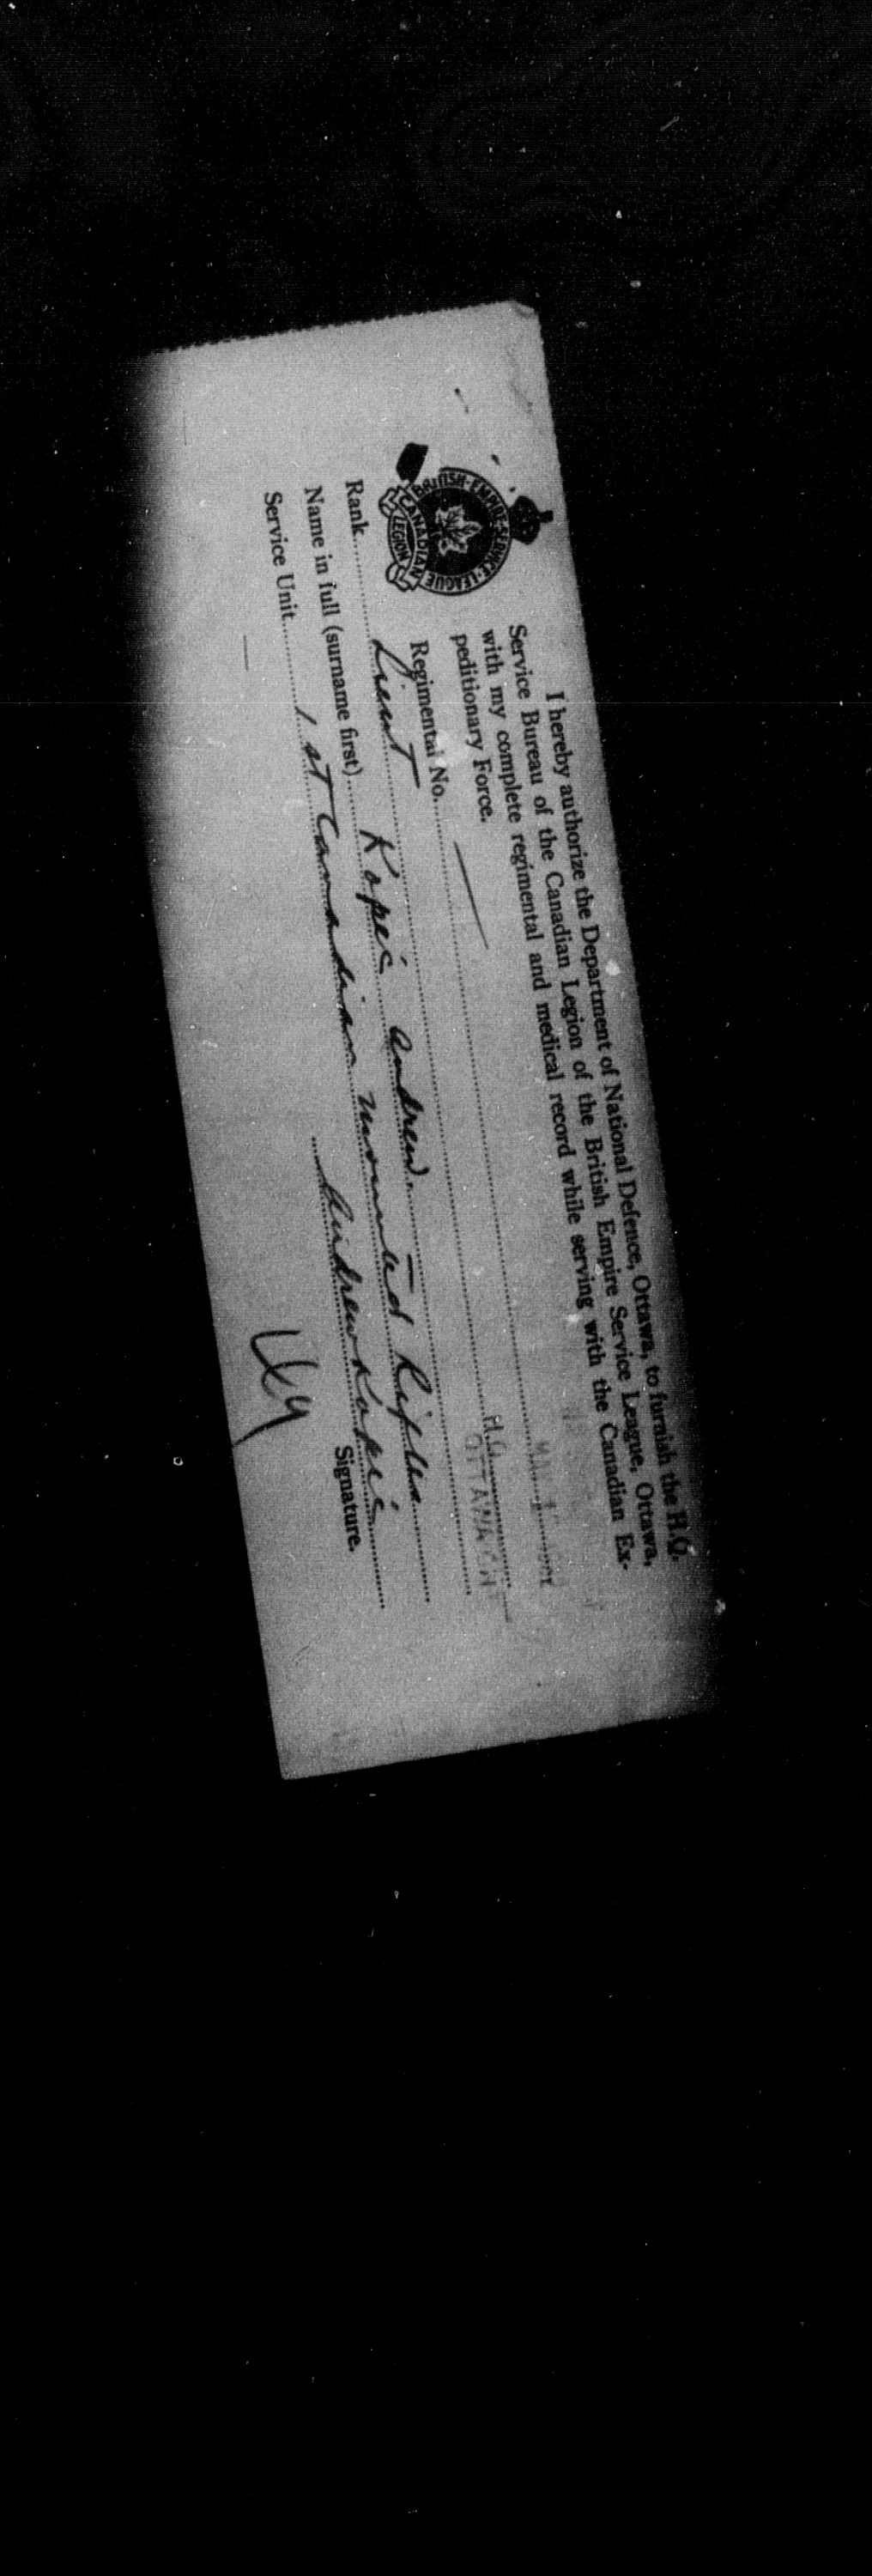 BRITISH·EMPIRE·SERVICE·LEAGUE
CANADIAN
LEGION
I hereby authorize the Department of National Defence, Ottawa, to furnish the H.Q.
Service Bureau of the Canadian Legion of the British Empire Service League, Ottawa,
with my complete regimental and medical record while serving with the Canadian Ex-
peditionary Force.
Regimental No.
H.Q.
OTTAWA
Rank Lieut
Name in full (surname first) Kopeć Andrew.
Service Unit 1st Canadian Mounted Rifles
Andrew Kopeć
Signature.